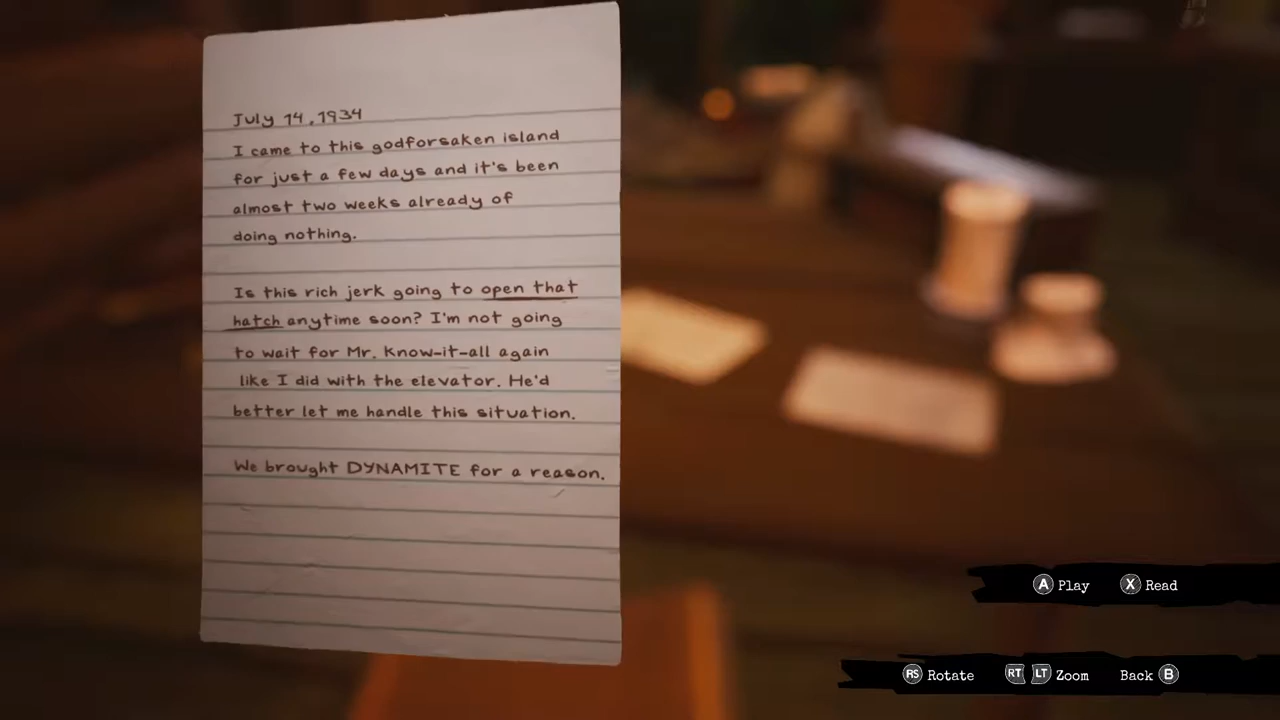 July 14, 1934
I came to this godforsaken island
for just a few days and it's been
almost two weeks already of
doing nothing.
Is this rich jerk going to open that
hatch anytime soon? I'm not going
to wait for Mr. Know-it-all again
like I did with the elevator. He'd
better let me handle this situation.
We brought DYNAMITE for a reason.
A Play X Read
RS Rotate RT LT Zoom Back B